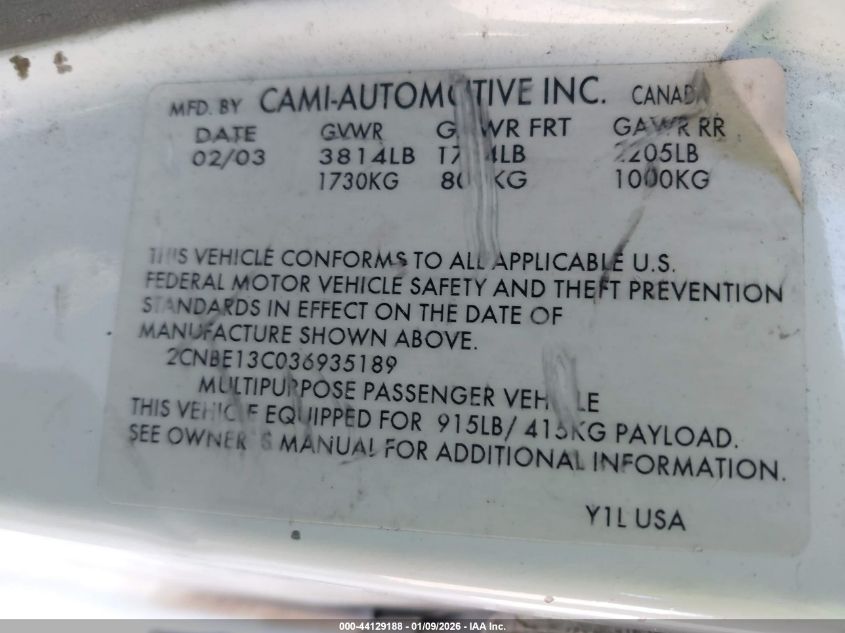 MFD. BY CAMI-AUTOMOTIVE INC. CANADA
DATE GVWR GAWR FRT GAWR RR
02/03 3814LB 2205LB
1730KG 1000KG
THIS VEHICLE CONFORMS TO ALL APPLICABLE U.S.
FEDERAL MOTOR VEHICLE SAFETY AND THEFT PREVENTION
STANDARDS IN EFFECT ON THE DATE OF
MANUFACTURE SHOWN ABOVE.
2CNBE13C036935189
MULTIPURPOSE PASSENGER VEHICLE
THIS VEHICLE EQUIPPED FOR 915LB/ 415KG PAYLOAD.
SEE OWNER'S MANUAL FOR ADDITIONAL INFORMATION.
Y1L USA
000-44129188 - 01/09/2026 - IAA Inc.